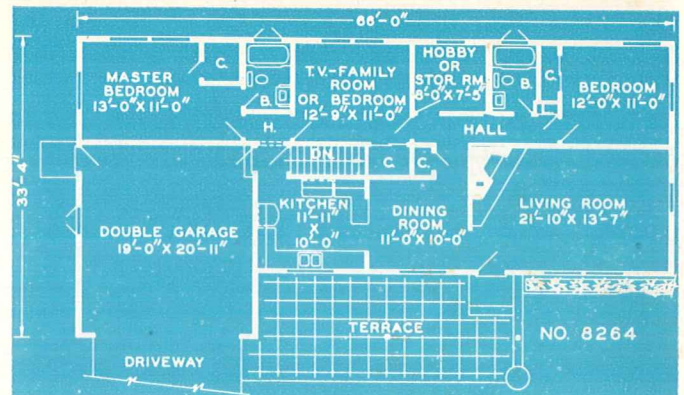 66'-0"
33'-4"
MASTER
BEDROOM
13'-0" X 11'-0"
C.
B.
H.
T.V.-FAMILY
ROOM
OR BEDROOM
12'-9" X 11'-0"
HOBBY
OR
STOR. RM.
8'-0" X 7'-5"
B.
C.
BEDROOM
12'-0" X 11'-0"
HALL
DN.
C.
C.
KITCHEN
11'-11"
X
10'-0"
DINING
ROOM
11'-0" X 10'-0"
LIVING ROOM
21'-10" X 13'-7"
DOUBLE GARAGE
19'-0" X 20'-11"
TERRACE
NO. 8264
DRIVEWAY